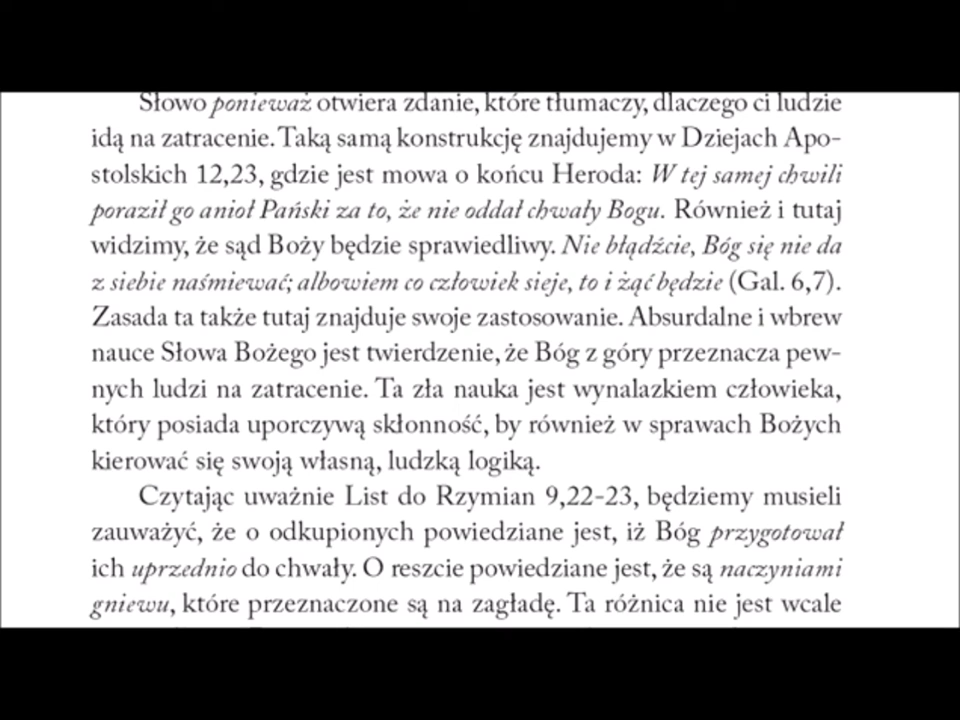 Słowo ponieważ otwiera zdanie, które tłumaczy, dlaczego ci ludzie
idą na zatracenie. Taką samą konstrukcję znajdujemy w Dziejach Apo-
stolskich 12,23, gdzie jest mowa o końcu Heroda: W tej samej chwili
poraził go anioł Pański za to, że nie oddał chwały Bogu. Również i tutaj
widzimy, że sąd Boży będzie sprawiedliwy. Nie błądźcie, Bóg się nie da
z siebie naśmiewać; albowiem co człowiek sieje, to i żąć będzie (Gal. 6,7).
Zasada ta także tutaj znajduje swoje zastosowanie. Absurdalne i wbrew
nauce Słowa Bożego jest twierdzenie, że Bóg z góry przeznacza pew-
nych ludzi na zatracenie. Ta zła nauka jest wynalazkiem człowieka,
który posiada uporczywą skłonność, by również w sprawach Bożych
kierować się swoją własną, ludzką logiką.
Czytając uważnie List do Rzymian 9,22-23, będziemy musieli
zauważyć, że o odkupionych powiedziane jest, iż Bóg przygotował
ich uprzednio do chwały. O reszcie powiedziane jest, że są naczyniami
gniewu, które przeznaczone są na zagładę. Ta różnica nie jest wcale